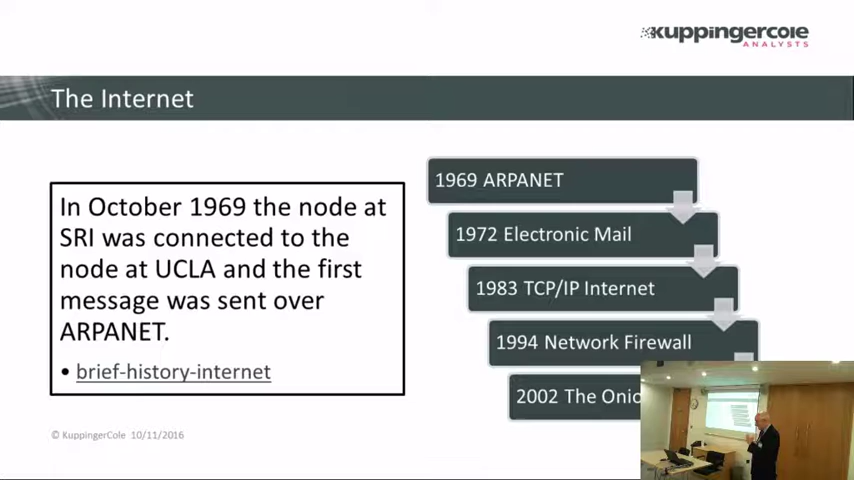 kuppingercole
ANALYSTS
The Internet
In October 1969 the node at
SRI was connected to the
node at UCLA and the first
message was sent over
ARPANET.
• brief-history-internet
1969 ARPANET
1972 Electronic Mail
1983 TCP/IP Internet
1994 Network Firewall
2002 The
© KuppingerCole 10/11/2016